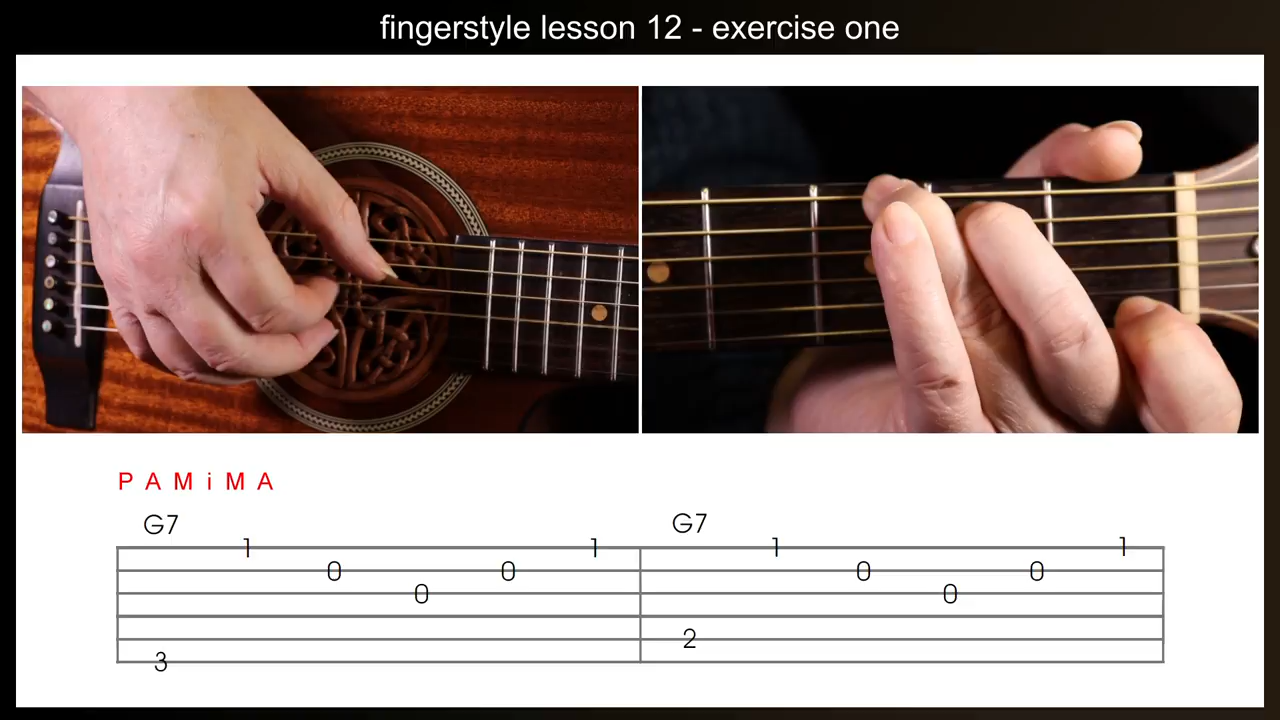 fingerstyle lesson 12 - exercise one
P A M i M A
G7 G7
1 1 1 1
0 0 0 0
0 0
2
3